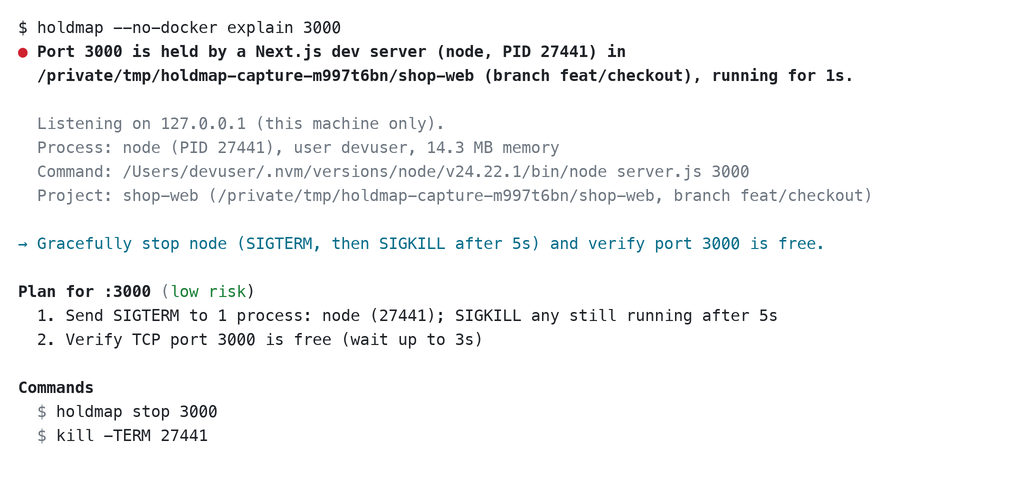 $ holdmap --no-docker explain 3000
● Port 3000 is held by a Next.js dev server (node, PID 27441) in
/private/tmp/holdmap-capture-m997t6bn/shop-web (branch feat/checkout), running for 1s.
Listening on 127.0.0.1 (this machine only).
Process: node (PID 27441), user devuser, 14.3 MB memory
Command: /Users/devuser/.nvm/versions/node/v24.22.1/bin/node server.js 3000
Project: shop-web (/private/tmp/holdmap-capture-m997t6bn/shop-web, branch feat/checkout)
→ Gracefully stop node (SIGTERM, then SIGKILL after 5s) and verify port 3000 is free.
Plan for :3000 (low risk)
1. Send SIGTERM to 1 process: node (27441); SIGKILL any still running after 5s
2. Verify TCP port 3000 is free (wait up to 3s)
Commands
$ holdmap stop 3000
$ kill -TERM 27441